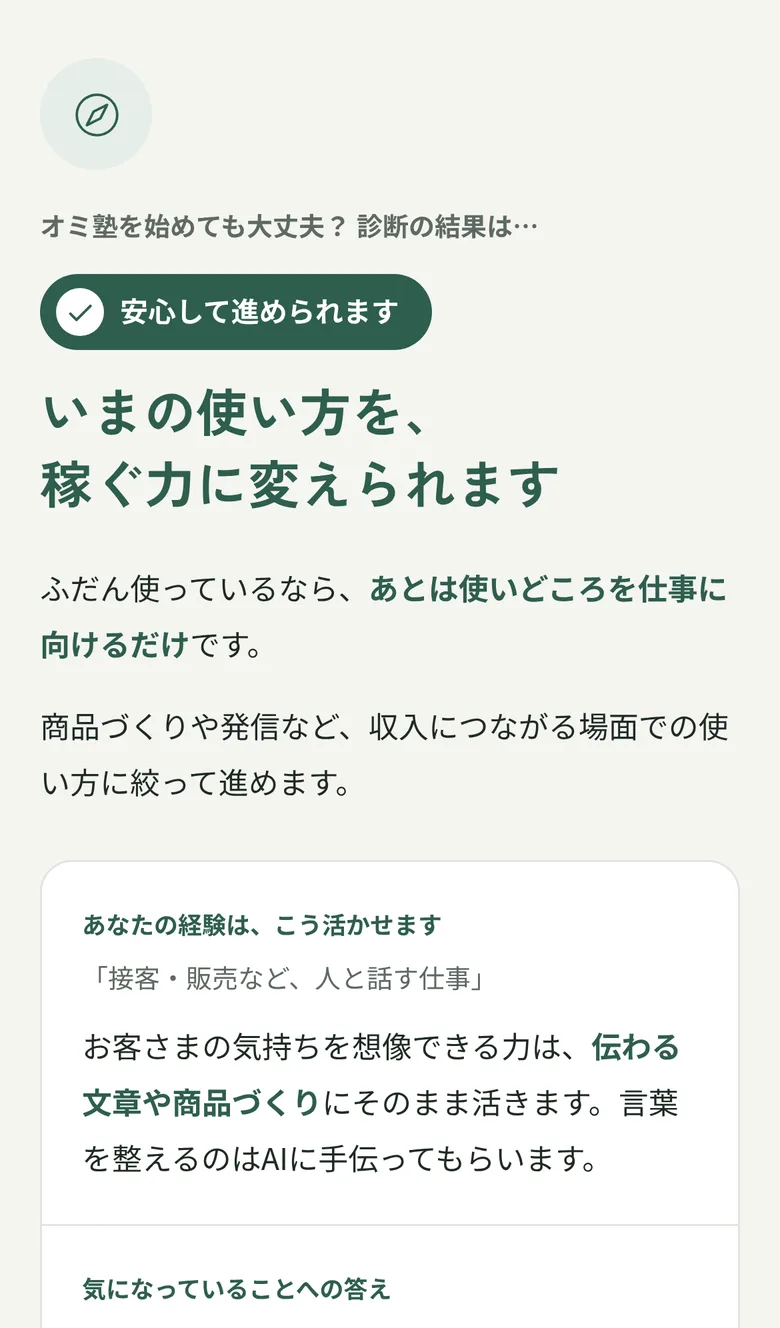 オミ塾を始めても大丈夫？ 診断の結果は…
安心して進められます
いまの使い方を、
稼ぐ力に変えられます
ふだん使っているなら、あとは使いどころを仕事に
向けるだけです。
商品づくりや発信など、収入につながる場面での使
い方に絞って進めます。
あなたの経験は、こう活かせます
「接客・販売など、人と話す仕事」
お客さまの気持ちを想像できる力は、伝わる
文章や商品づくりにそのまま活きます。言葉
を整えるのはAIに手伝ってもらいます。
気になっていることへの答え